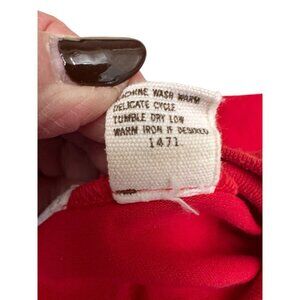 MACHINE WASH WARM
DELICATE CYCLE
TUMBLE DRY LOW
WARM IRON IF DESIRED
1471